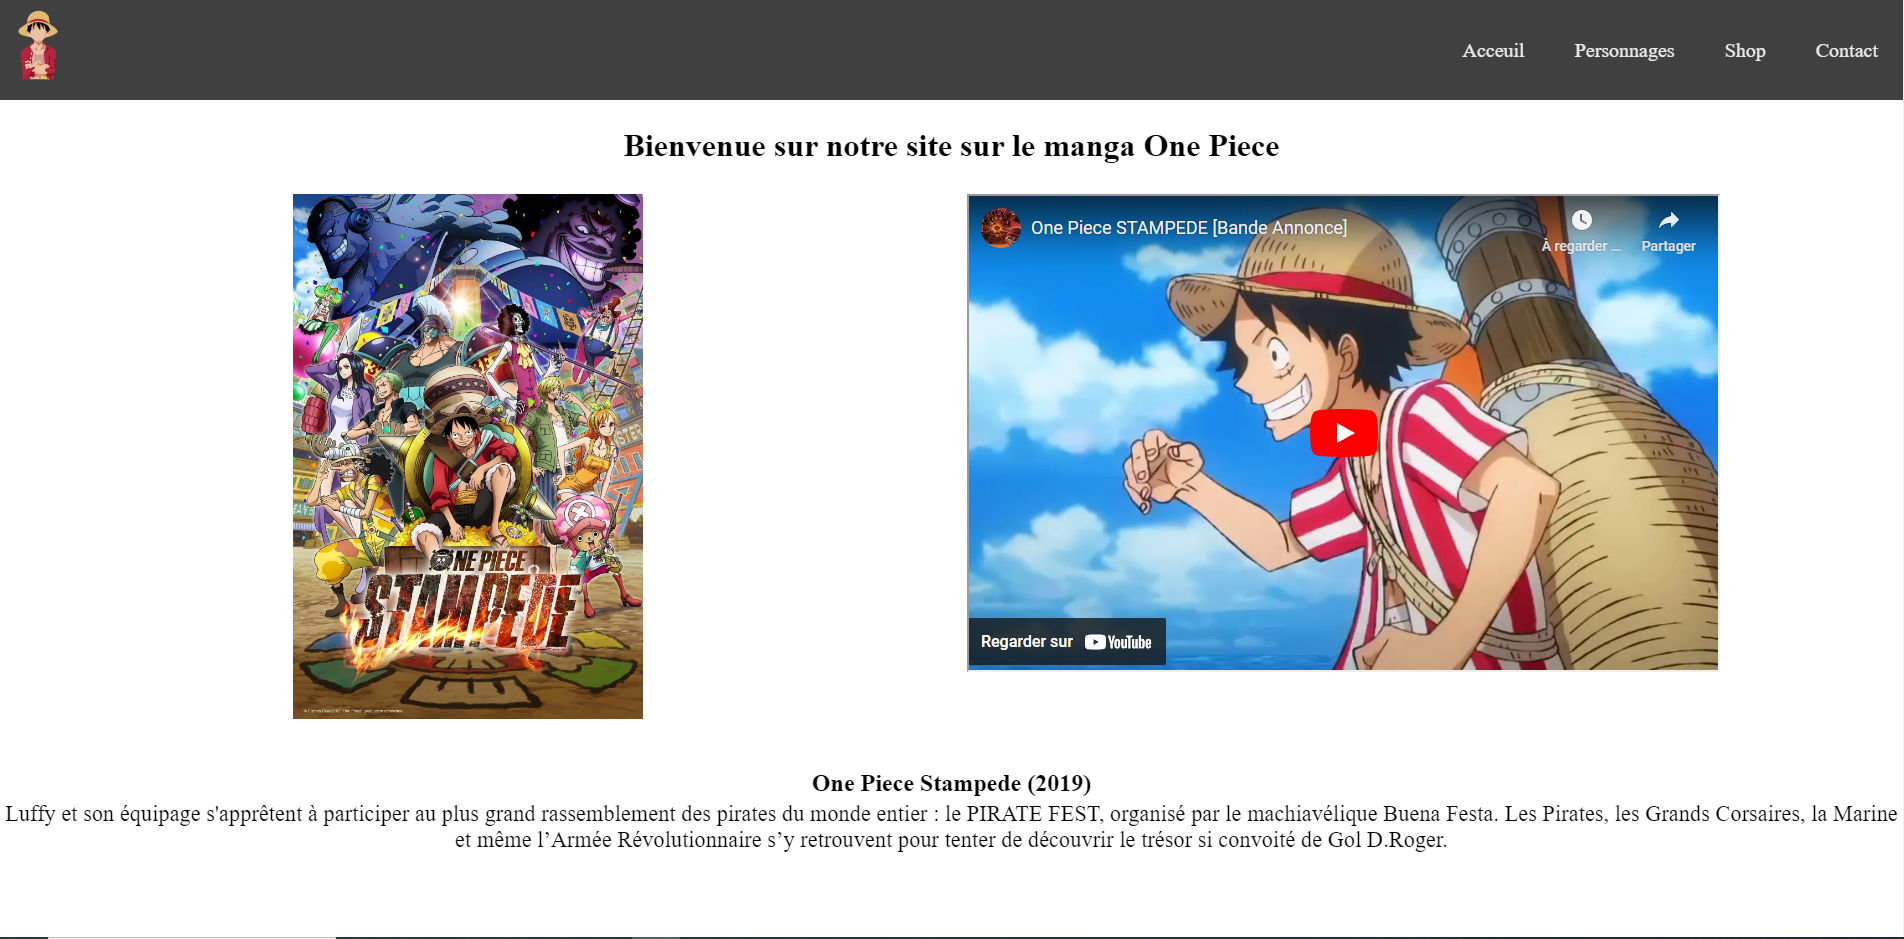 Acceuil Personnages Shop Contact
Bienvenue sur notre site sur le manga One Piece
ONE PIECE
STAMPEDE
One Piece STAMPEDE [Bande Annonce]
À regarder ...
Partager
Regarder sur YouTube
One Piece Stampede (2019)
Luffy et son équipage s'apprêtent à participer au plus grand rassemblement des pirates du monde entier : le PIRATE FEST, organisé par le machiavélique Buena Festa. Les Pirates, les Grands Corsaires, la Marine
et même l’Armée Révolutionnaire s’y retrouvent pour tenter de découvrir le trésor si convoité de Gol D.Roger.